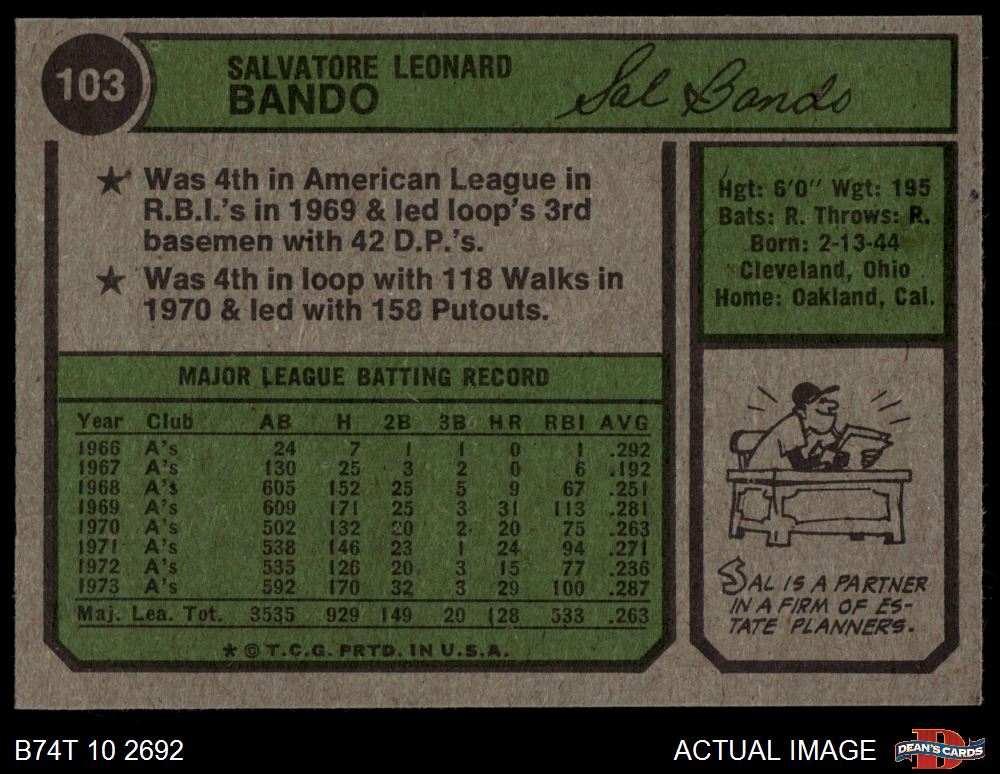 103
SALVATORE LEONARD
BANDO
Sal Bando
★ Was 4th in American League in
R.B.I.'s in 1969 & led loop's 3rd
basemen with 42 D.P.'s.
★ Was 4th in loop with 118 Walks in
1970 & led with 158 Putouts.
Hgt: 6'0" Wgt: 195
Bats: R. Throws: R.
Born: 2-13-44
Cleveland, Ohio
Home: Oakland, Cal.
MAJOR LEAGUE BATTING RECORD
Year Club AB H 2B 3B HR RBI AVG
1966 A's 24 7 1 1 0 1 .292
1967 A's 130 25 3 2 0 6 .192
1968 A's 605 152 25 5 9 67 .251
1969 A's 609 171 25 3 31 113 .281
1970 A's 502 132 20 2 20 75 .263
1971 A's 538 146 23 1 24 94 .271
1972 A's 535 126 20 3 15 77 .236
1973 A's 592 170 32 3 29 100 .287
Maj. Lea. Tot. 3535 929 149 20 128 533 .263
* © T.C.G. PRTD. IN U.S.A.
SAL IS A PARTNER
IN A FIRM OF ES-
TATE PLANNERS.
B74T 10 2692
ACTUAL IMAGE
DEAN'S CARDS